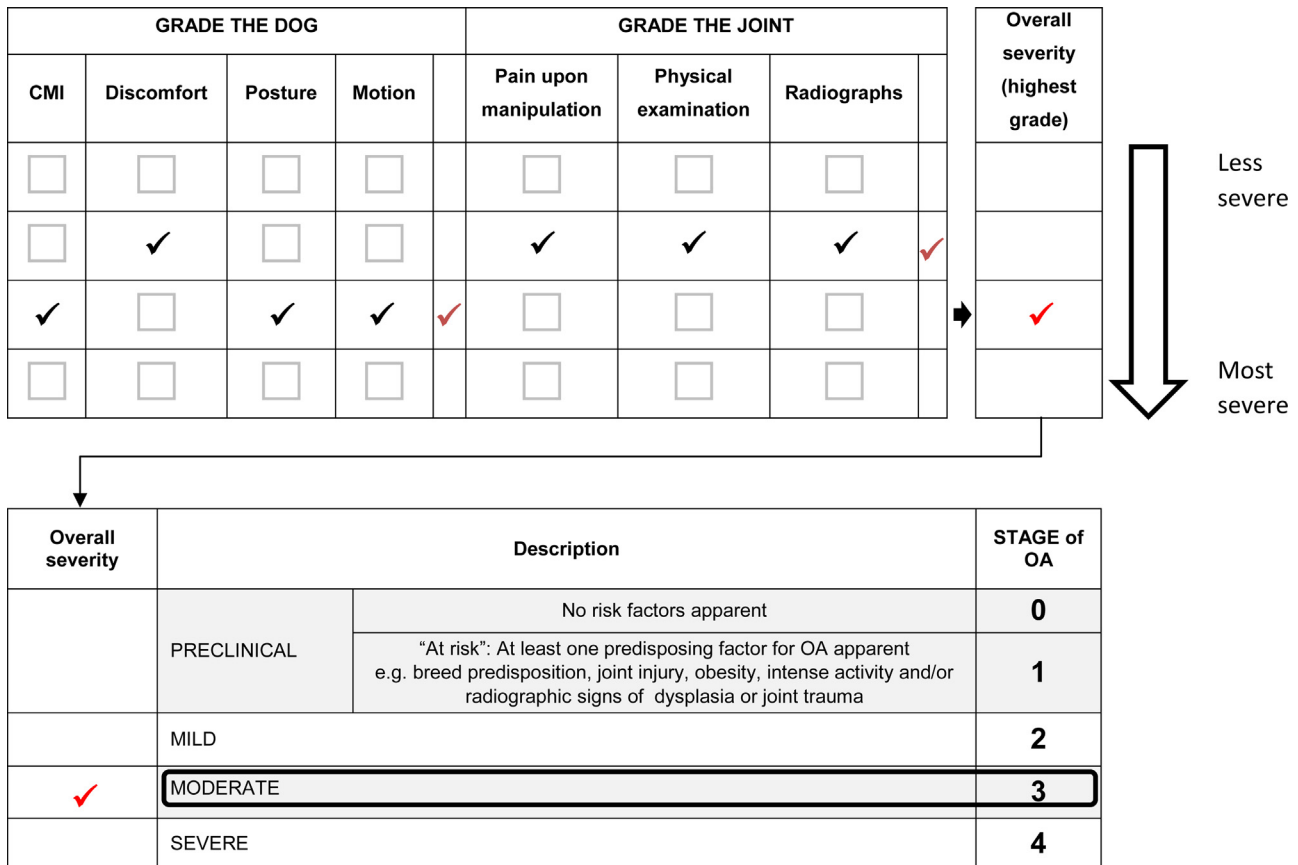 GRADE THE DOG
GRADE THE JOINT
Overall
severity
(highest
grade)
CMI
Discomfort
Posture
Motion
Pain upon
manipulation
Physical
examination
Radiographs
Less
severe
Most
severe
Overall
severity
Description
STAGE of
OA
PRECLINICAL
No risk factors apparent
0
“At risk”: At least one predisposing factor for OA apparent
e.g. breed predisposition, joint injury, obesity, intense activity and/or
radiographic signs of dysplasia or joint trauma
1
MILD
2
MODERATE
3
SEVERE
4